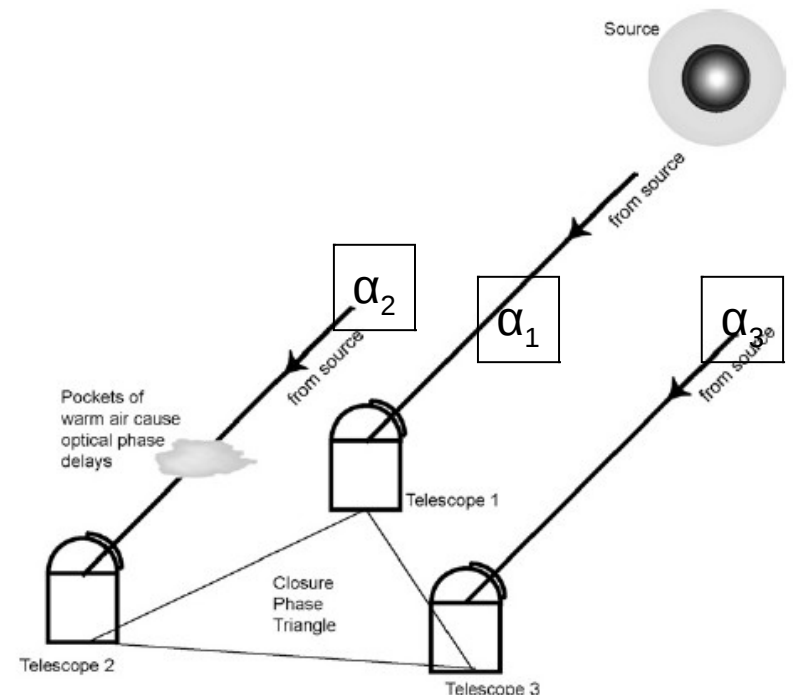 Source
from source
α2
α1
α3
from source
from source
Pockets of
warm air cause
optical phase
delays
Telescope 1
Closure
Phase
Triangle
Telescope 2
Telescope 3